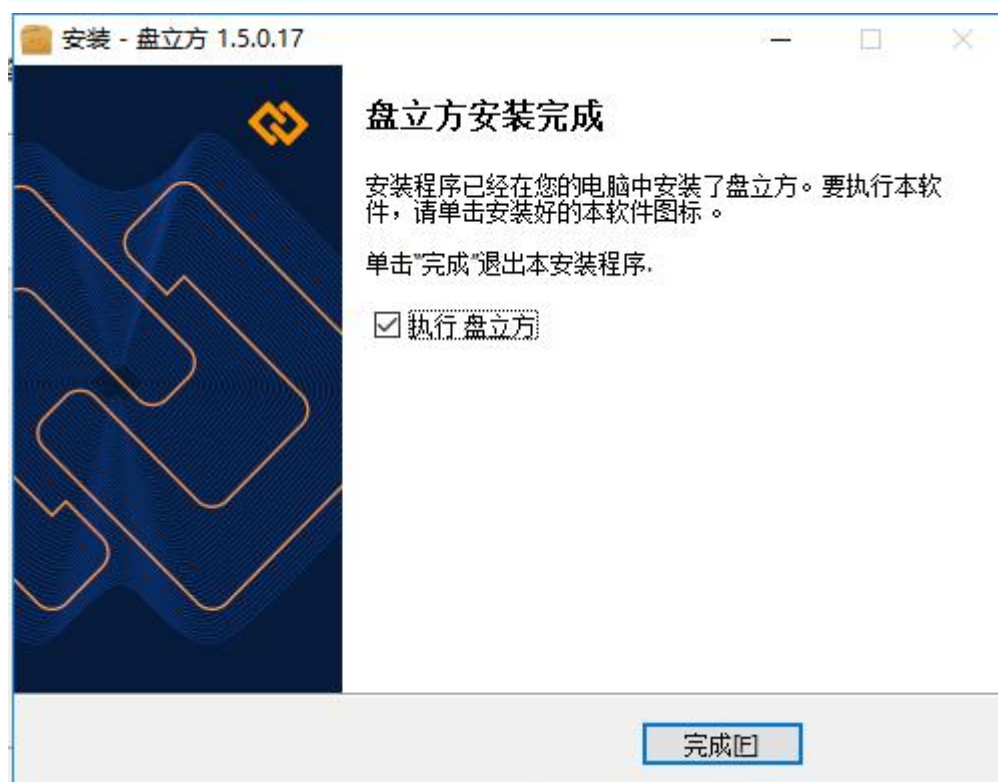 安装 - 盘立方 1.5.0.17
盘立方安装完成
安装程序已经在您的电脑中安装了盘立方。要执行本软
件，请单击安装好的本软件图标 。
单击"完成"退出本安装程序.
执行 盘立方
完成[F]